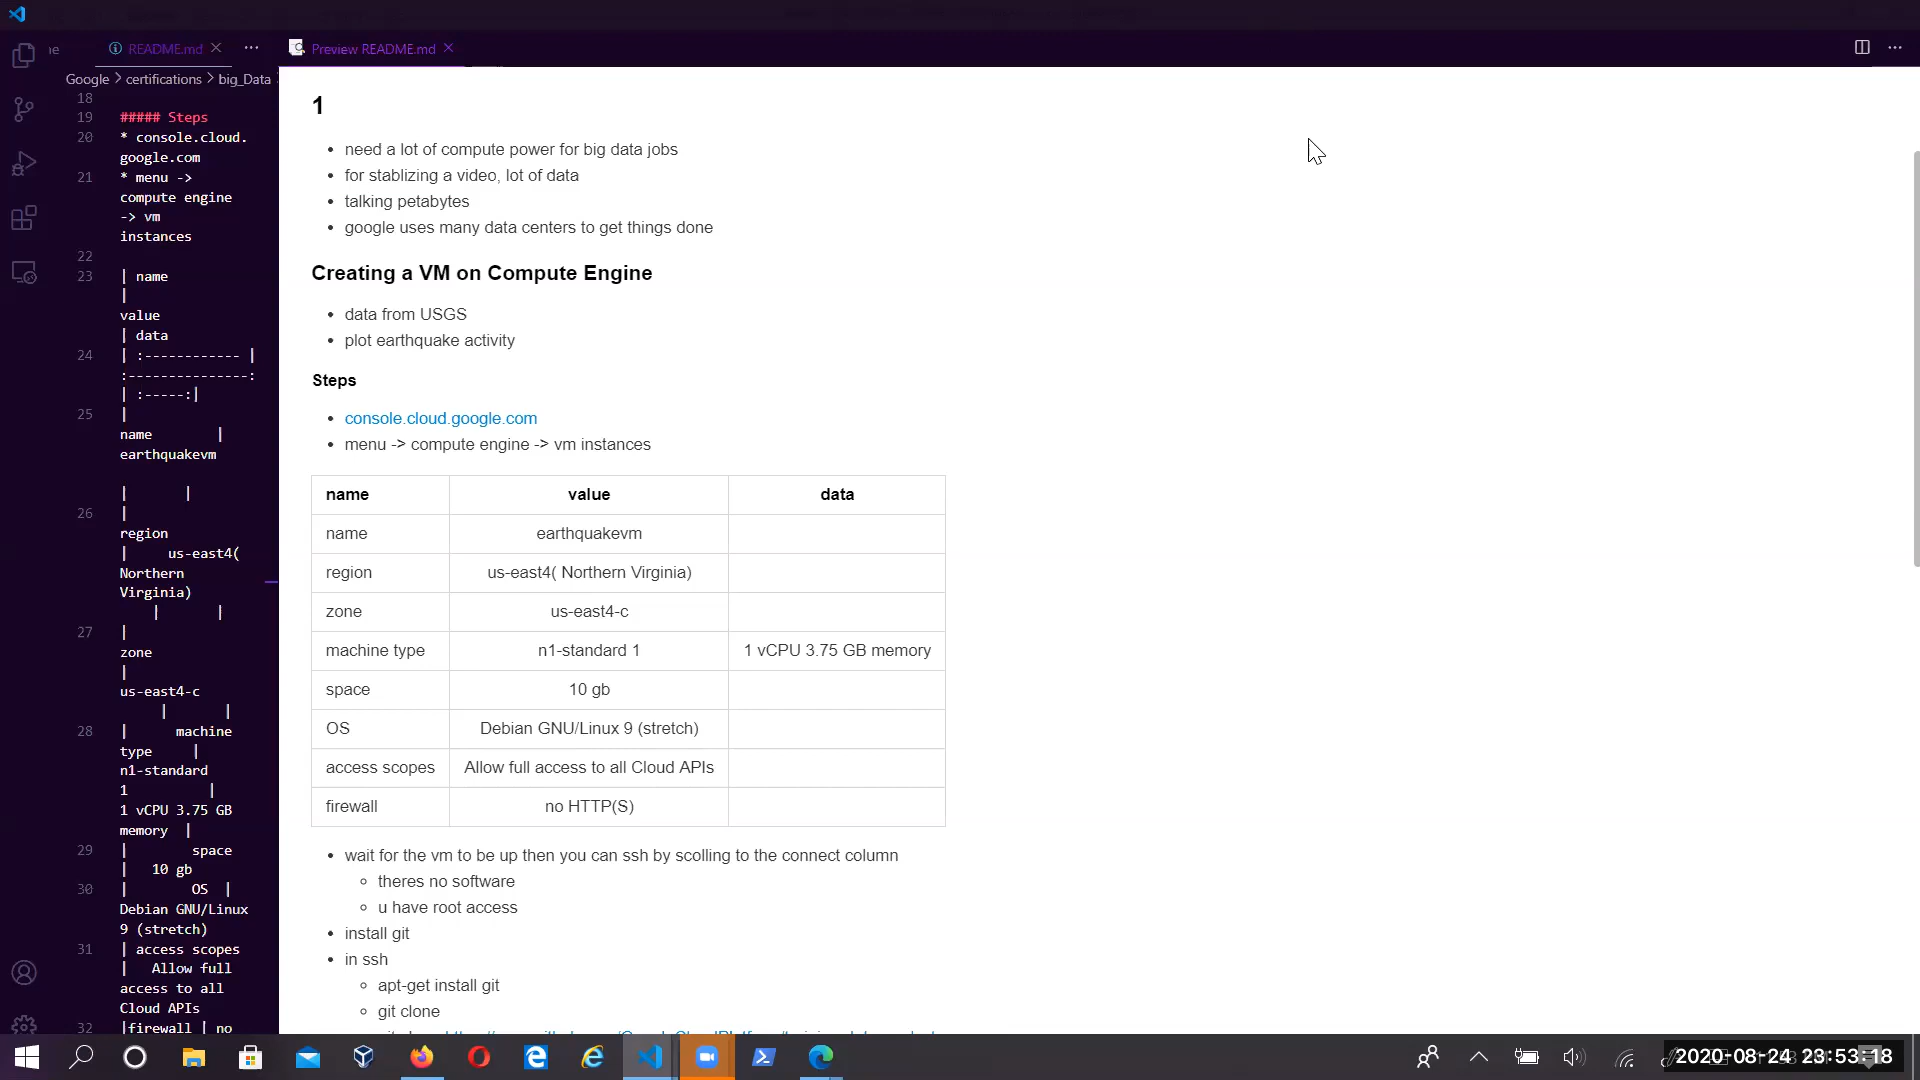 README.md
Preview README.md
Google > certifications > big_Data
18
19 ##### Steps
20 * console.cloud.
google.com
21 * menu ->
compute engine
-> vm
instances
22
23 | name
|
value
| data
24 | :------------ |
:---------------:
| :-----:|
25 |
name |
earthquakevm
| |
26 |
region
| us-east4(
Northern
Virginia)
| |
27 |
zone
|
us-east4-c
| |
28 | machine
type |
n1-standard
1 |
1 vCPU 3.75 GB
memory |
29 | space
| 10 gb
30 | OS |
Debian GNU/Linux
9 (stretch)
31 | access scopes
| Allow full
access to all
Cloud APIs
32 |firewall | no
1
• need a lot of compute power for big data jobs
• for stablizing a video, lot of data
• talking petabytes
• google uses many data centers to get things done
Creating a VM on Compute Engine
• data from USGS
• plot earthquake activity
Steps
• console.cloud.google.com
• menu -> compute engine -> vm instances
name value data
name earthquakevm
region us-east4( Northern Virginia)
zone us-east4-c
machine type n1-standard 1 1 vCPU 3.75 GB memory
space 10 gb
OS Debian GNU/Linux 9 (stretch)
access scopes Allow full access to all Cloud APIs
firewall no HTTP(S)
• wait for the vm to be up then you can ssh by scolling to the connect column
◦ theres no software
◦ u have root access
• install git
• in ssh
◦ apt-get install git
◦ git clone
2020-08-24 23:53:18